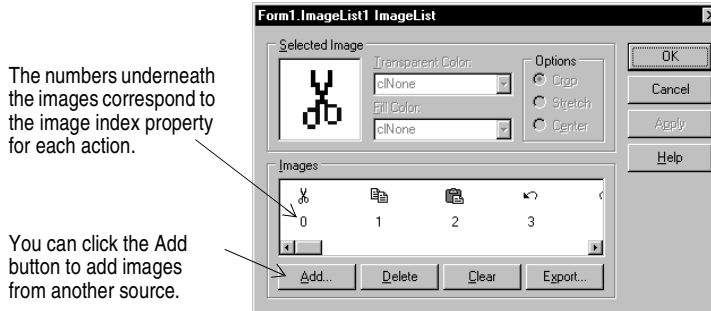 Form1.ImageList1 ImageList
Selected Image
Transparent Color:
clNone
Fill Color:
clNone
Options
Crop
Stretch
Center
OK
Cancel
Apply
Help
The numbers underneath
the images correspond to
the image index property
for each action.
Images
0 1 2 3
You can click the Add
button to add images
from another source.
Add... Delete Clear Export...